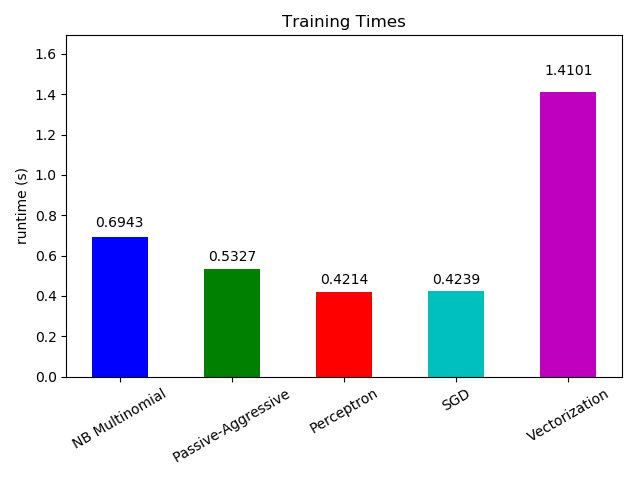 Training Times
runtime (s)
1.6
1.4
1.2
1.0
0.8
0.6
0.4
0.2
0.0
0.6943
0.5327
0.4214
0.4239
1.4101
NB Multinomial
Passive-Aggressive
Perceptron
SGD
Vectorization